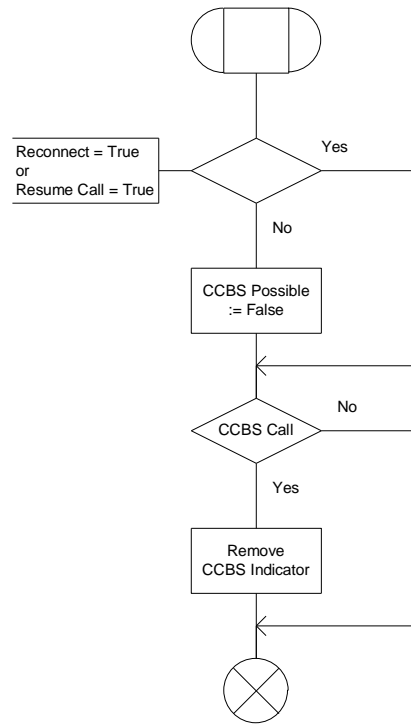 Yes
Reconnect = True
or
Resume Call = True
No
CCBS Possible
:= False
No
CCBS Call
Yes
Remove
CCBS Indicator